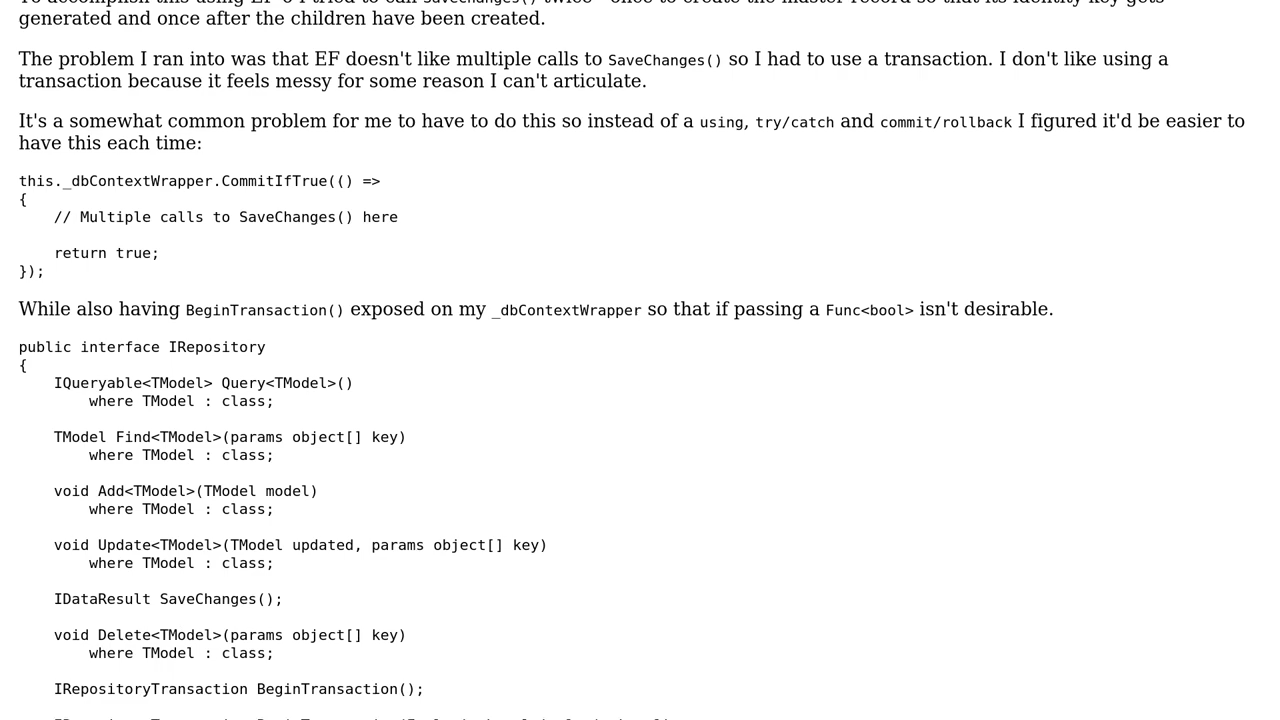 generated and once after the children have been created.
The problem I ran into was that EF doesn't like multiple calls to SaveChanges() so I had to use a transaction. I don't like using a
transaction because it feels messy for some reason I can't articulate.
It's a somewhat common problem for me to have to do this so instead of a using, try/catch and commit/rollback I figured it'd be easier to
have this each time:
this._dbContextWrapper.CommitIfTrue(() =>
{
    // Multiple calls to SaveChanges() here
    return true;
});
While also having BeginTransaction() exposed on my _dbContextWrapper so that if passing a Func<bool> isn't desirable.
public interface IRepository
{
    IQueryable<TModel> Query<TModel>()
        where TModel : class;
    TModel Find<TModel>(params object[] key)
        where TModel : class;
    void Add<TModel>(TModel model)
        where TModel : class;
    void Update<TModel>(TModel updated, params object[] key)
        where TModel : class;
    IDataResult SaveChanges();
    void Delete<TModel>(params object[] key)
        where TModel : class;
    IRepositoryTransaction BeginTransaction();